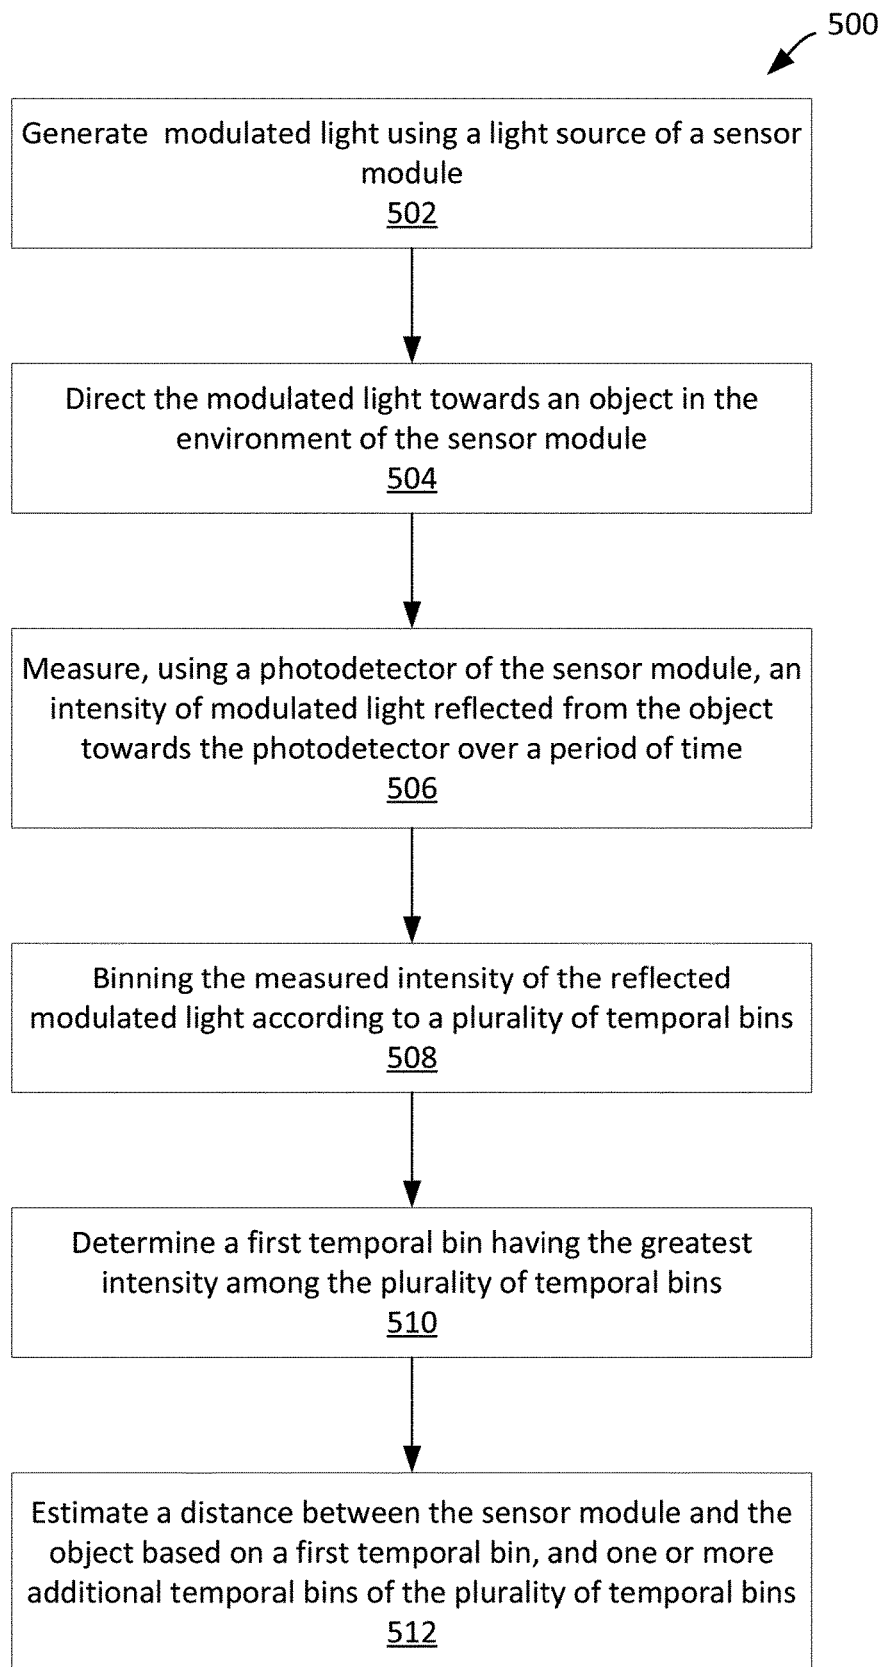 500
Generate modulated light using a light source of a sensor
module
502
Direct the modulated light towards an object in the
environment of the sensor module
504
Measure, using a photodetector of the sensor module, an
intensity of modulated light reflected from the object
towards the photodetector over a period of time
506
Binning the measured intensity of the reflected
modulated light according to a plurality of temporal bins
508
Determine a first temporal bin having the greatest
intensity among the plurality of temporal bins
510
Estimate a distance between the sensor module and the
object based on a first temporal bin, and one or more
additional temporal bins of the plurality of temporal bins
512